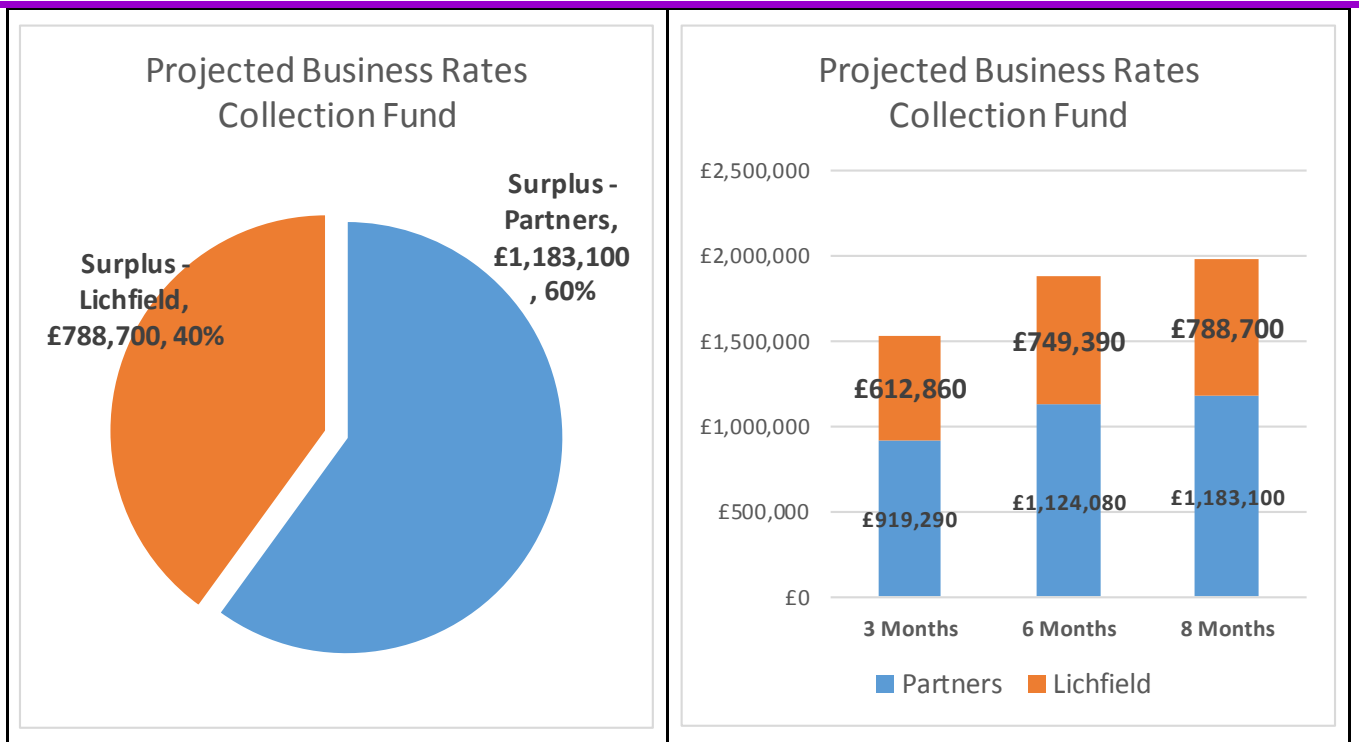 Projected Business Rates
Collection Fund
Surplus -
Partners,
£1,183,100
, 60%
Surplus -
Lichfield,
£788,700, 40%
Projected Business Rates
Collection Fund
£2,500,000
£2,000,000
£1,500,000
£1,000,000
£500,000
£0
£612,860
£749,390
£788,700
£919,290
£1,124,080
£1,183,100
3 Months
6 Months
8 Months
Partners
Lichfield